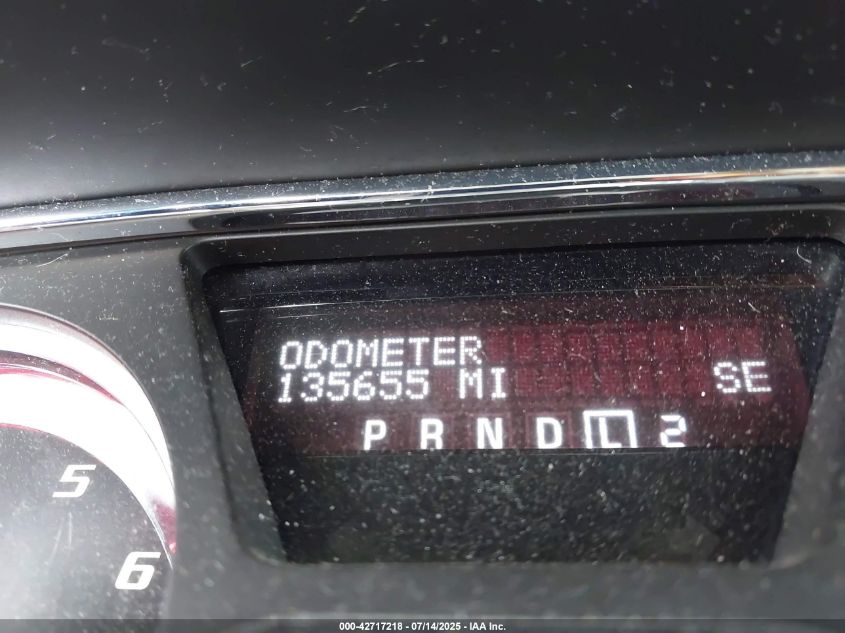 ODOMETER
135655 MI SE
P R N D L 2
5
6
000-42717218 - 07/14/2025 - IAA Inc.